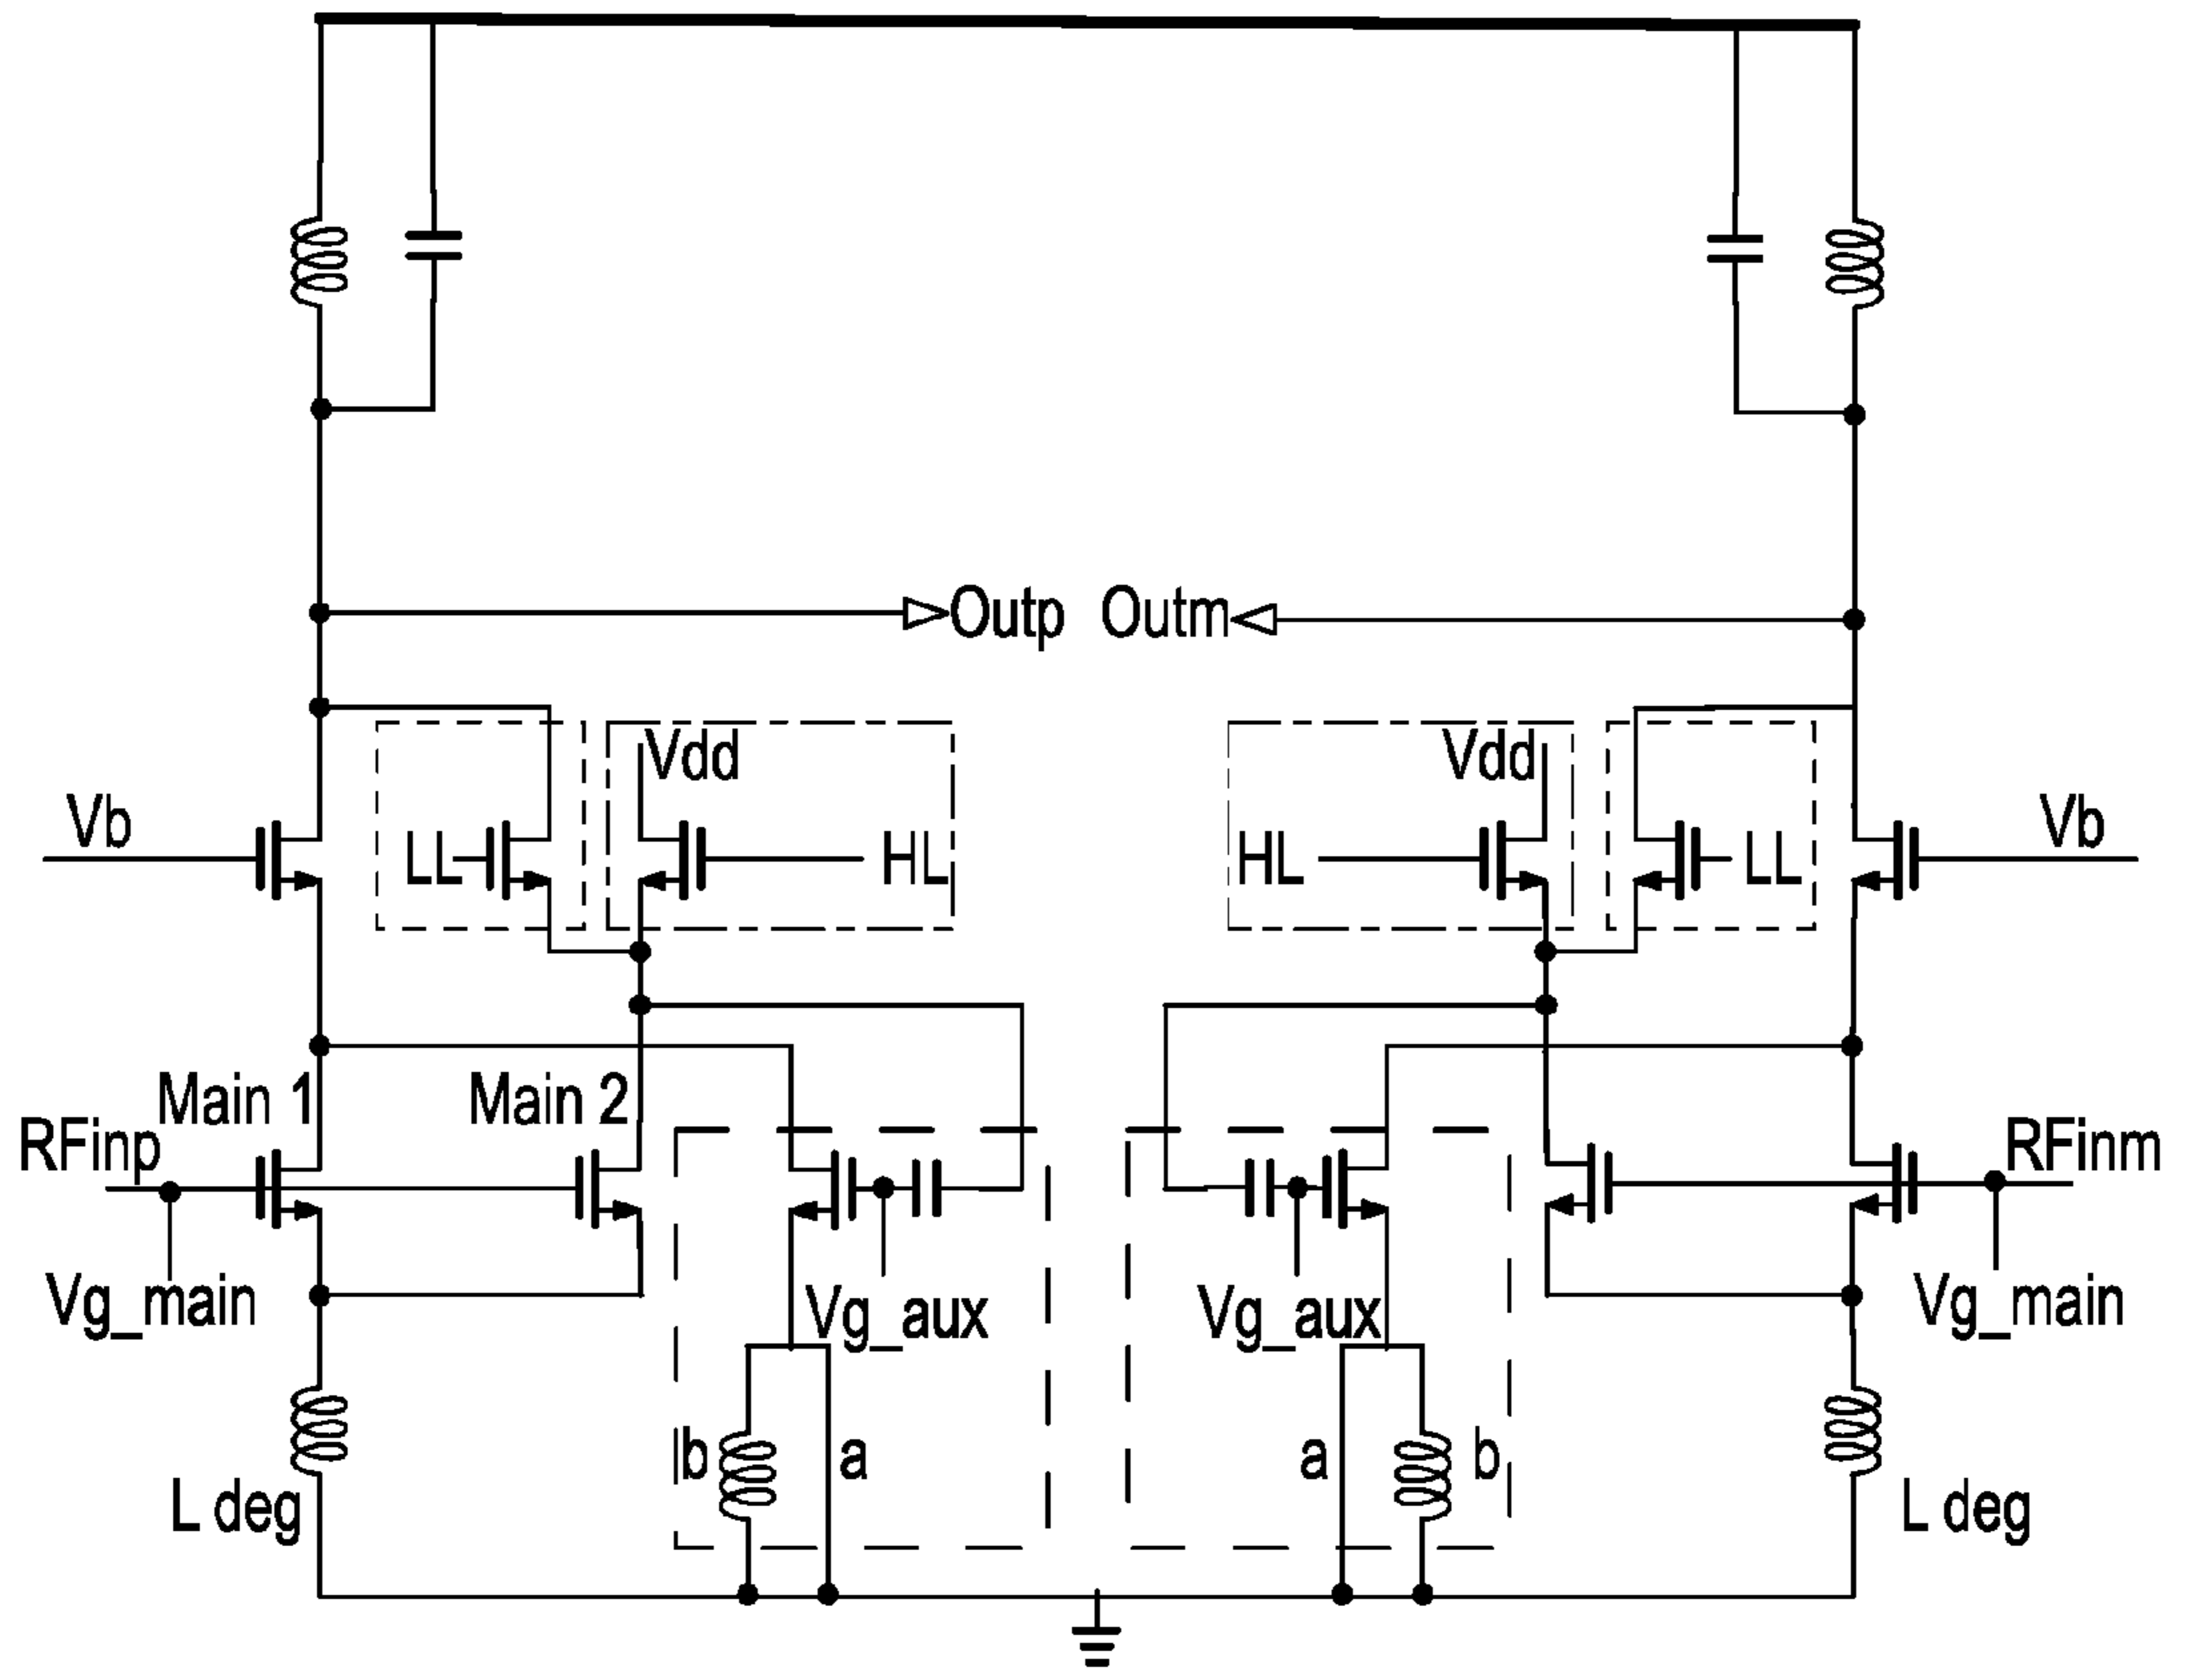 Outp Outm
Vdd Vdd
Vb LL HL HL LL Vb
Main 1 Main 2
RFinp RFinm
Vg_main Vg_aux Vg_aux Vg_main
b a a b
L deg L deg